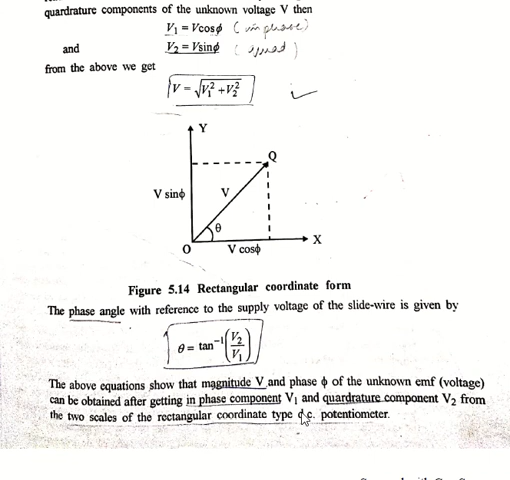 quardrature components of the unknown voltage V then
V₁ = Vcosϕ (in phase)
and V₂ = Vsinϕ
from the above we get
V = √V₁² + V₂²
Y
Q
V sinϕ
V
θ
O
V cosϕ
X
Figure 5.14 Rectangular coordinate form
The phase angle with reference to the supply voltage of the slide-wire is given by
θ = tan⁻¹(V₂/V₁)
The above equations show that magnitude V and phase ϕ of the unknown emf (voltage)
can be obtained after getting in phase component V₁ and quardrature component V₂ from
the two scales of the rectangular coordinate type c. potentiometer.